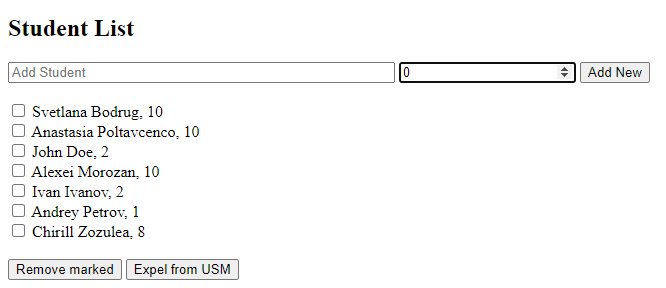 Student List
Add Student 0 Add New
Svetlana Bodrug, 10
Anastasia Poltavcenco, 10
John Doe, 2
Alexei Morozan, 10
Ivan Ivanov, 2
Andrey Petrov, 1
Chirill Zozulea, 8
Remove marked Expel from USM